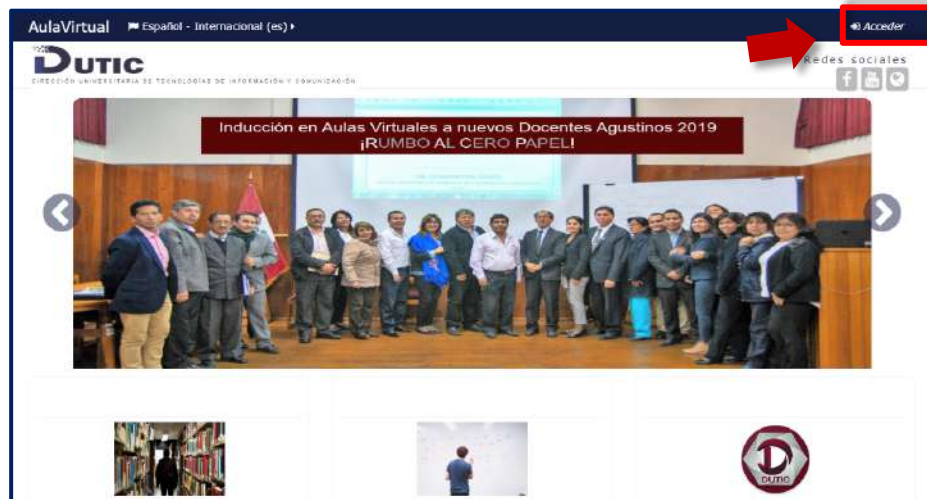 AulaVirtual Español - Internacional (es)
Acceder
DUTIC
DIRECCIÓN UNIVERSITARIA DE TECNOLOGÍAS DE INFORMACIÓN Y COMUNICACIÓN
Redes sociales
Inducción en Aulas Virtuales a nuevos Docentes Agustinos 2019
¡RUMBO AL CERO PAPEL!
DUTIC